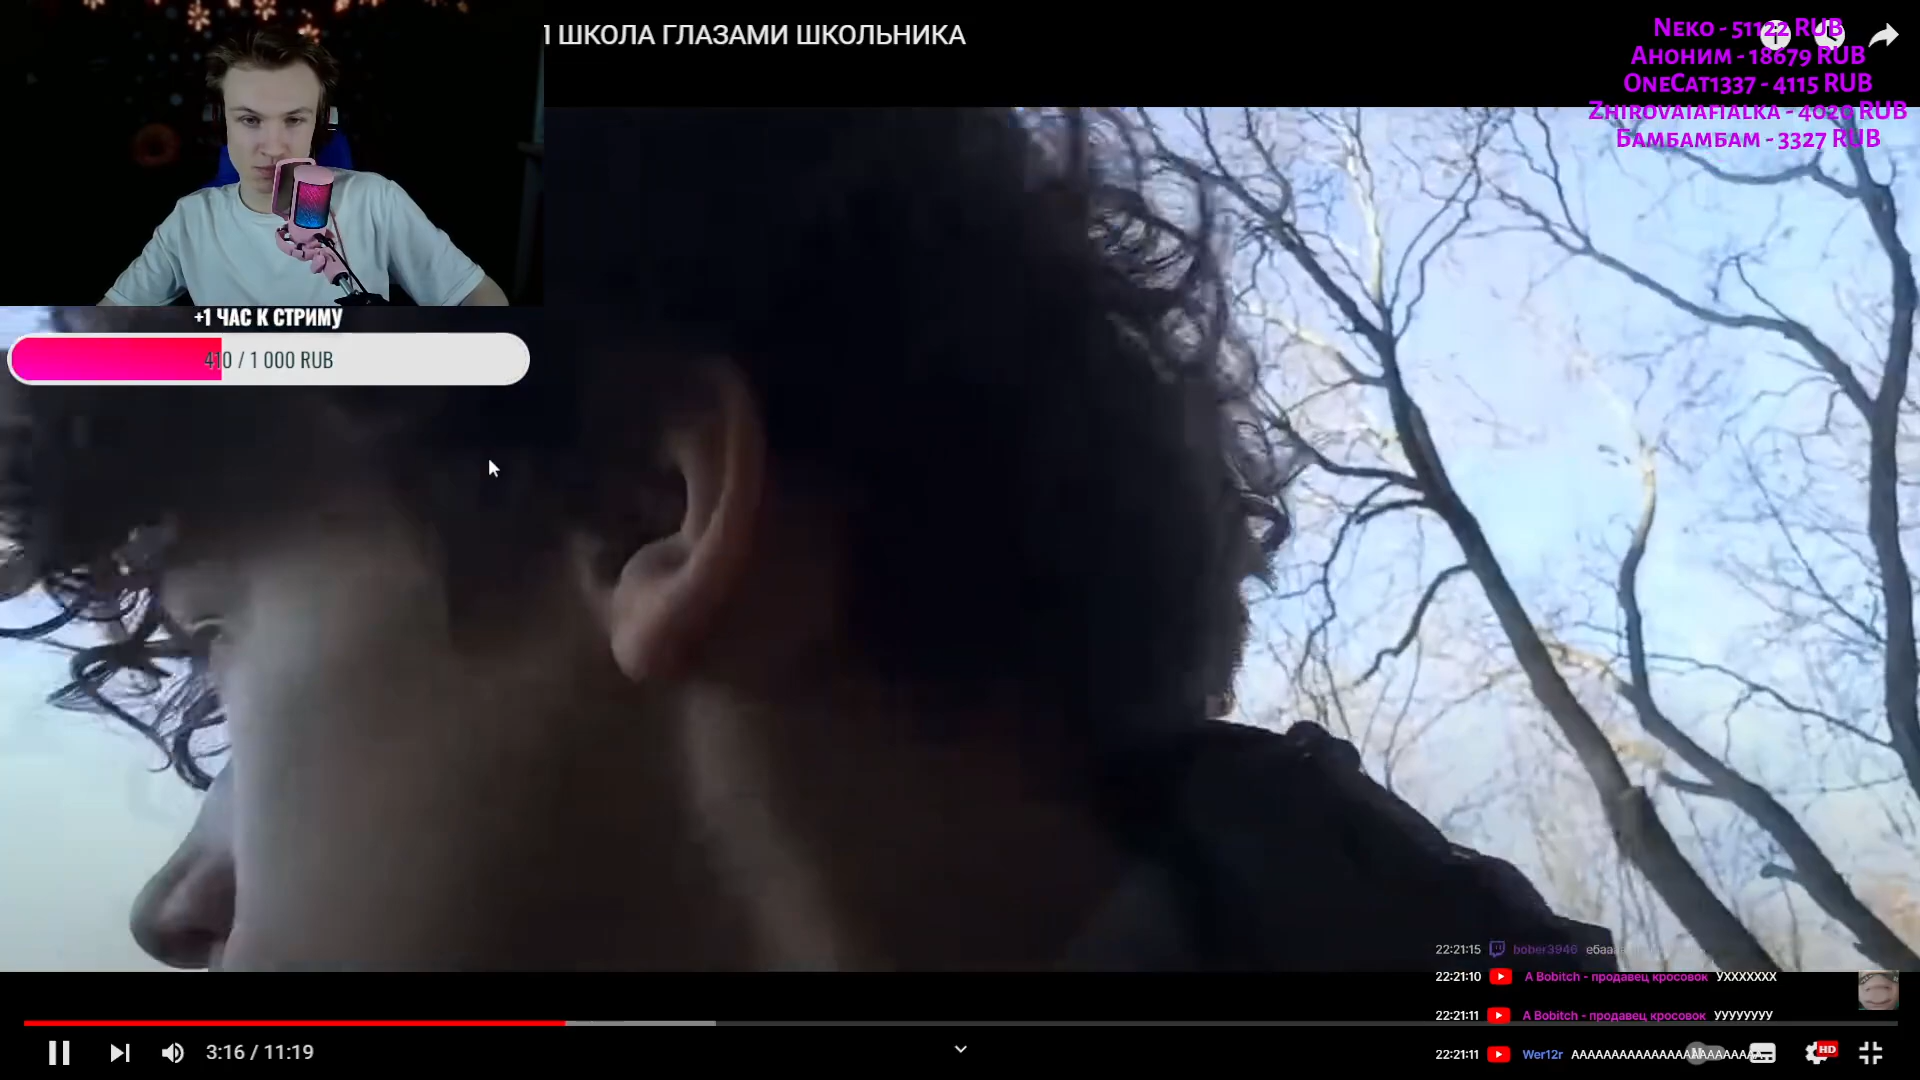 ШКОЛА ГЛАЗАМИ ШКОЛЬНИКА
Neko - 51122 RUB
Аноним - 18679 RUB
OneCat1337 - 4115 RUB
Zhirovaiafialka - 4020 RUB
Бамбамбам - 3327 RUB
+1 ЧАС К СТРИМУ
410 / 1 000 RUB
22:21:15 bober3946
22:21:10 A Bobitch - продавец кросовок УХХХХХХХ
22:21:11 A Bobitch - продавец кросовок УУУУУУУУ
22:21:11 Wer12r
3:16 / 11:19
HD